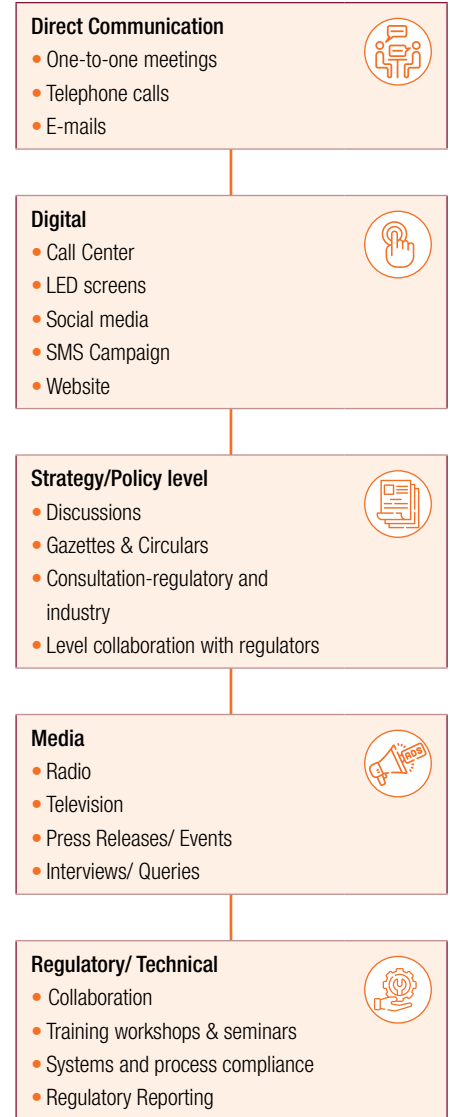 Direct Communication
• One-to-one meetings
• Telephone calls
• E-mails
Digital
• Call Center
• LED screens
• Social media
• SMS Campaign
• Website
Strategy/Policy level
• Discussions
• Gazettes & Circulars
• Consultation-regulatory and
industry
• Level collaboration with regulators
Media
ADS
• Radio
• Television
• Press Releases/ Events
• Interviews/ Queries
Regulatory/ Technical
• Collaboration
• Training workshops & seminars
• Systems and process compliance
• Regulatory Reporting